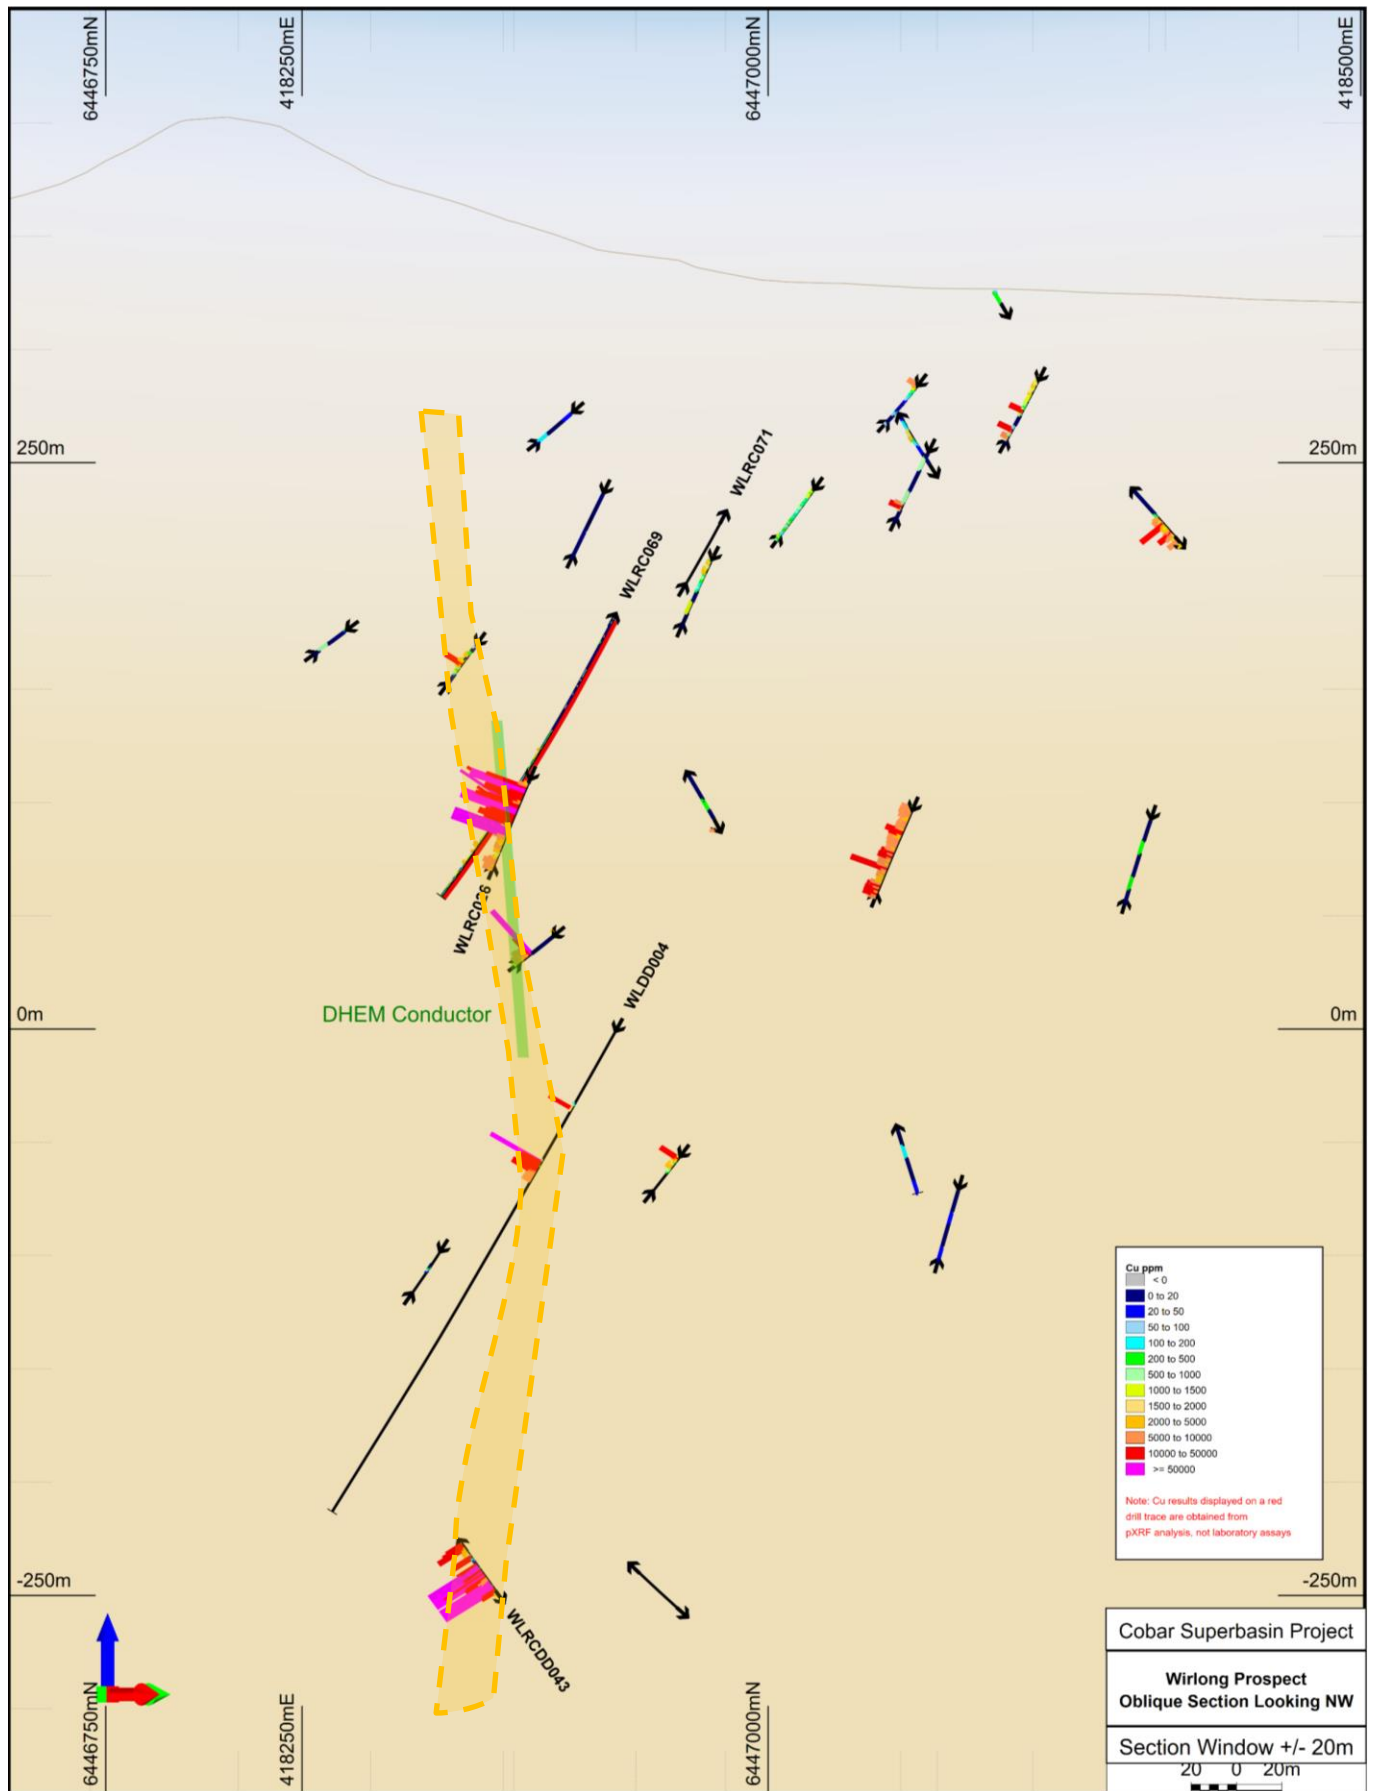 6446750mN
418250mE
6447000mN
418500mE
250m
250m
WLRC071
WLRC069
WLDD004
DHEM Conductor
0m
0m
-250m
-250m
WLRCDD043
Cu ppm
< 0
0 to 20
20 to 50
50 to 100
100 to 200
200 to 500
500 to 1000
1000 to 1500
1500 to 2000
2000 to 5000
5000 to 10000
10000 to 50000
>= 50000
Note: Cu results displayed on a red
drill trace are obtained from
pXRF analysis, not laboratory assays
Cobar Superbasin Project
Wirlong Prospect
Oblique Section Looking NW
Section Window +/- 20m
20 0 20m
6446750mN
418250mE
6447000mN